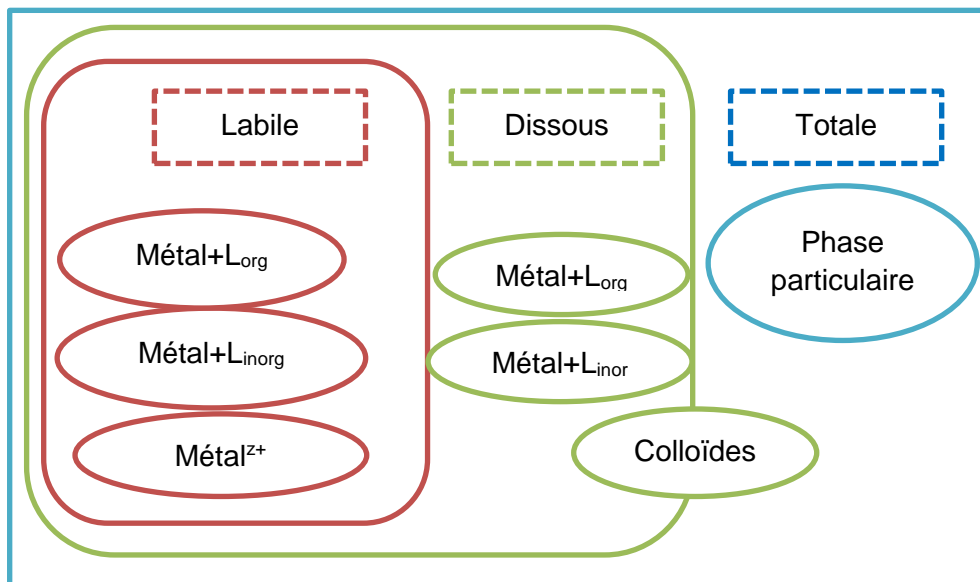 Labile
Dissous
Totale
Métal+Lorg
Métal+Linorg
Métalz+
Métal+Lorg
Métal+Linor
Colloïdes
Phase
particulaire